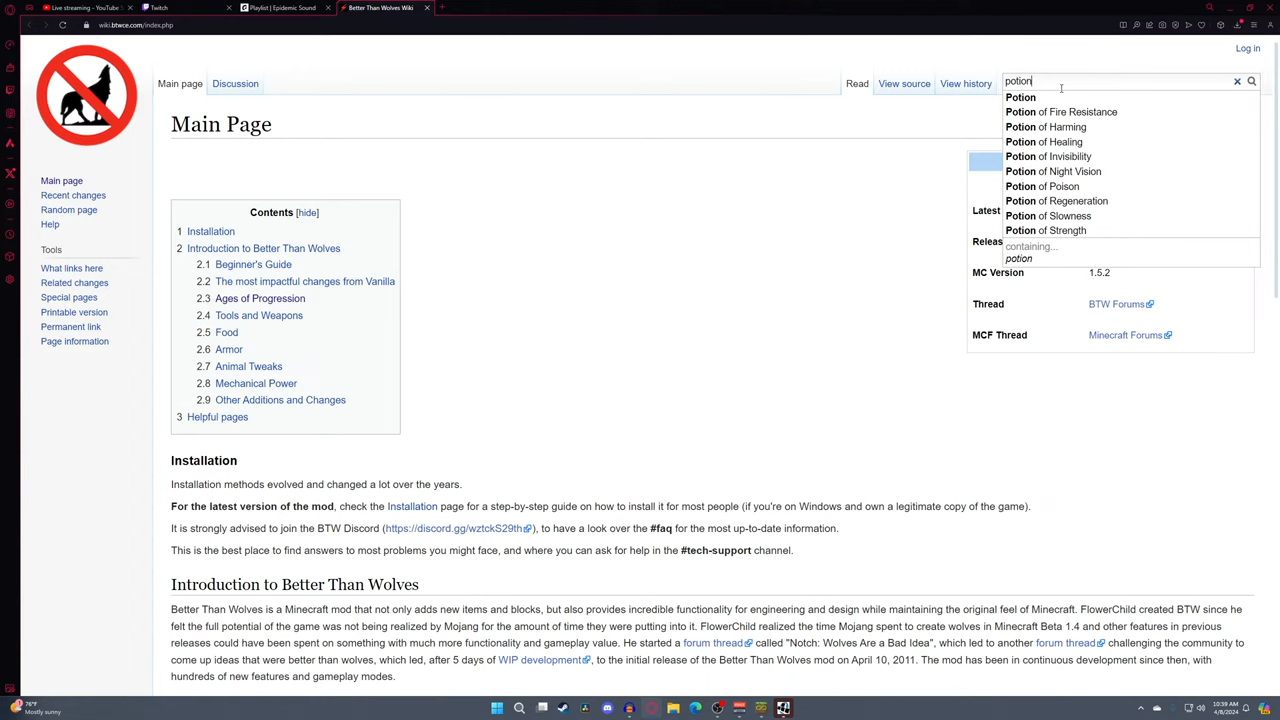 Live streaming - YouTube S
Twitch
Playlist | Epidemic Sound
Better Than Wolves Wiki
wiki.btwce.com/index.php
Log in
Main page
Discussion
Read
View source
View history
potion
Potion
Potion of Fire Resistance
Potion of Harming
Potion of Healing
Potion of Invisibility
Potion of Night Vision
Potion of Poison
Potion of Regeneration
Potion of Slowness
Potion of Strength
containing...
potion
Main page
Recent changes
Random page
Help
Tools
What links here
Related changes
Special pages
Printable version
Permanent link
Page information
Main Page
Contents [hide]
1 Installation
2 Introduction to Better Than Wolves
2.1 Beginner's Guide
2.2 The most impactful changes from Vanilla
2.3 Ages of Progression
2.4 Tools and Weapons
2.5 Food
2.6 Armor
2.7 Animal Tweaks
2.8 Mechanical Power
2.9 Other Additions and Changes
3 Helpful pages
Latest
Releas
MC Version 1.5.2
Thread BTW Forums
MCF Thread Minecraft Forums
Installation
Installation methods evolved and changed a lot over the years.
For the latest version of the mod, check the Installation page for a step-by-step guide on how to install it for most people (if you're on Windows and own a legitimate copy of the game).
It is strongly advised to join the BTW Discord (https://discord.gg/wztckS29th), to have a look over the #faq for the most up-to-date information.
This is the best place to find answers to most problems you might face, and where you can ask for help in the #tech-support channel.
Introduction to Better Than Wolves
Better Than Wolves is a Minecraft mod that not only adds new items and blocks, but also provides incredible functionality for engineering and design while maintaining the original feel of Minecraft. FlowerChild created BTW since he
felt the full potential of the game was not being realized by Mojang for the amount of time they were putting into it. FlowerChild realized the time Mojang spent to create wolves in Minecraft Beta 1.4 and other features in previous
releases could have been spent on something with much more functionality and gameplay value. He started a forum thread called "Notch: Wolves Are a Bad Idea", which led to another forum thread challenging the community to
come up ideas that were better than wolves, which led, after 5 days of WIP development, to the initial release of the Better Than Wolves mod on April 10, 2011. The mod has been in continuous development since then, with
hundreds of new features and gameplay modes.
76°F
Mostly sunny
10:39 AM
4/8/2024